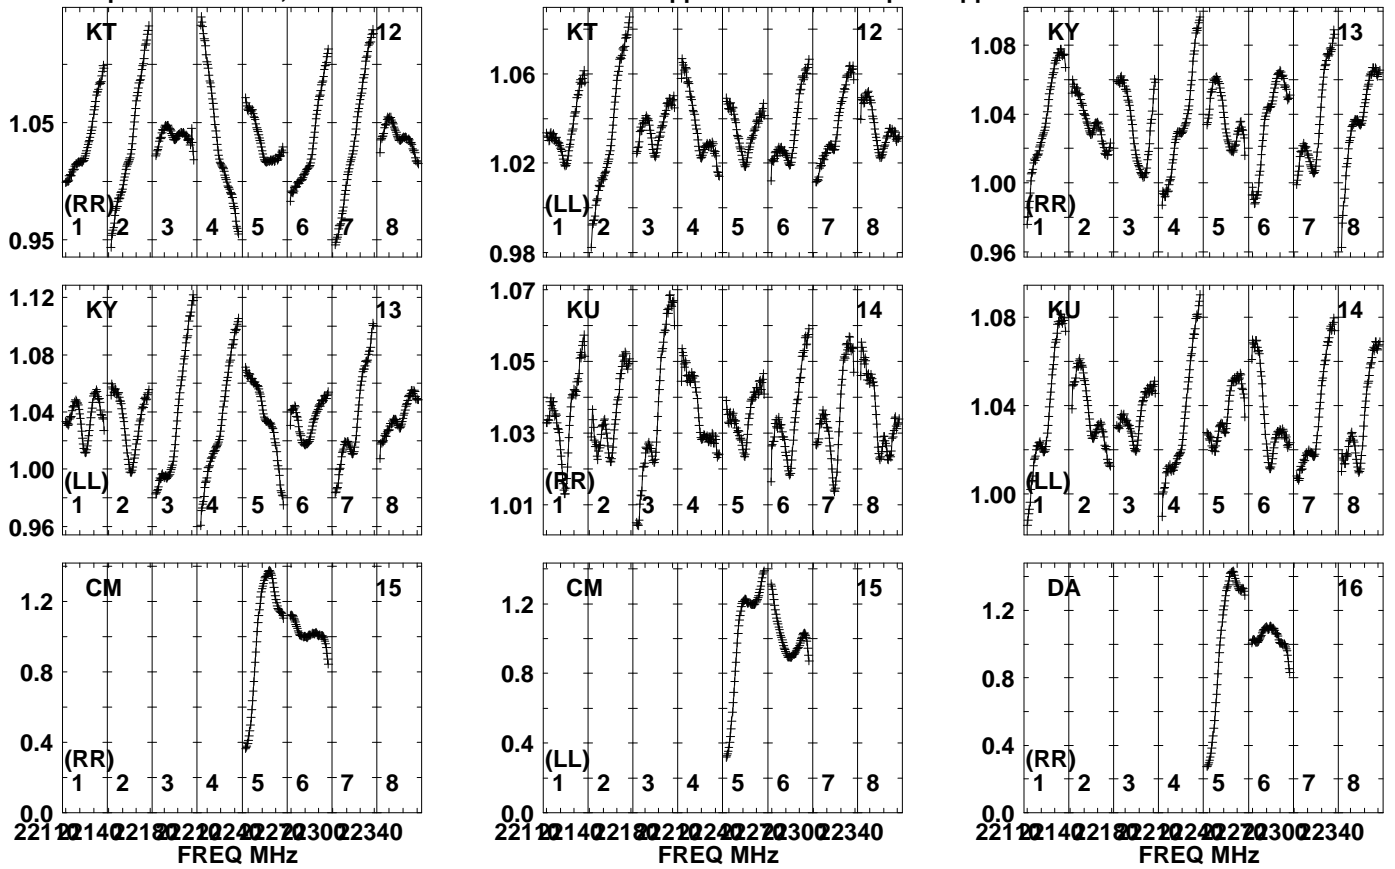 KT 12
1.05
0.95
(RR)
1 2 3 4 5 6 7 8
KT 12
1.06
1.02
0.98
(LL)
1 2 3 4 5 6 7 8
KY 13
1.08
1.04
1.00
0.96
(RR)
1 2 3 4 5 6 7 8
KY 13
1.12
1.08
1.04
1.00
0.96
(LL)
1 2 3 4 5 6 7 8
KU 14
1.07
1.05
1.03
1.01
(RR)
1 2 3 4 5 6 7 8
KU 14
1.08
1.04
1.00
(LL)
1 2 3 4 5 6 7 8
CM 15
1.2
0.8
0.4
0.0
(RR)
1 2 3 4 5 6 7 8
FREQ MHz
CM 15
1.2
0.8
0.4
0.0
(LL)
1 2 3 4 5 6 7 8
FREQ MHz
DA 16
1.2
0.8
0.4
0.0
(RR)
1 2 3 4 5 6 7 8
FREQ MHz